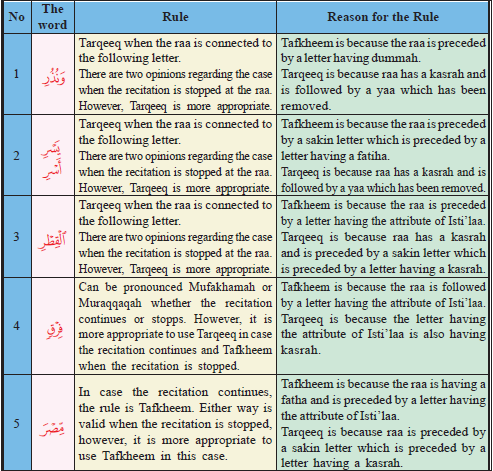 No
The
word
Rule
Reason for the Rule
1
وَنُذُرِ
Tarqeeq when the raa is connected to
the following letter.
There are two opinions regarding the case
when the recitation is stopped at the raa.
However, Tarqeeq is more appropriate.
Tafkheem is because the raa is preceded
by a letter having dummah.
Tarqeeq is because raa has a kasrah and
is followed by a yaa which has been
removed.
2
يَسْرِ
أَسْرِ
Tarqeeq when the raa is connected to
the following letter.
There are two opinions regarding the case
when the recitation is stopped at the raa.
However, Tarqeeq is more appropriate.
Tafkheem is because the raa is preceded
by a sakin letter which is preceded by a
letter having a fatiha.
Tarqeeq is because raa has a kasrah and is
followed by a yaa which has been removed.
3
ٱلْقِطْرِ
Tarqeeq when the raa is connected to
the following letter.
There are two opinions regarding the case
when the recitation is stopped at the raa.
However, Tarqeeq is more appropriate.
Tafkheem is because the raa is preceded
by a letter having the attribute of Isti’laa.
Tarqeeq is because raa has a kasrah
and is preceded by a sakin letter which
is preceded by a letter having a kasrah.
4
فِرْقِ
Can be pronounced Mufakhamah or
Muraqqaqah whether the recitation
continues or stopps. However, it is
more appropriate to use Tarqeeq in case
the recitation continues and Tafkheem
when the recitation is stopped.
Tafkheem is because the raa is followed
by a letter having the attribute of Isti’laa.
Tarqeeq is because the letter having
the attribute of Isti’laa is also having
kasrah.
5
مِّصْرَ
In case the recitation continues,
the rule is Tafkheem. Either way is
valid when the recitation is stopped,
however, it is more appropriate to
use Tafkheem in this case.
Tafkheem is because the raa is having a
fatha and is preceded by a letter having
the attribute of Isti’laa.
Tarqeeq is because raa is preceded by
a sakin letter which is preceded by a
letter having a kasrah.